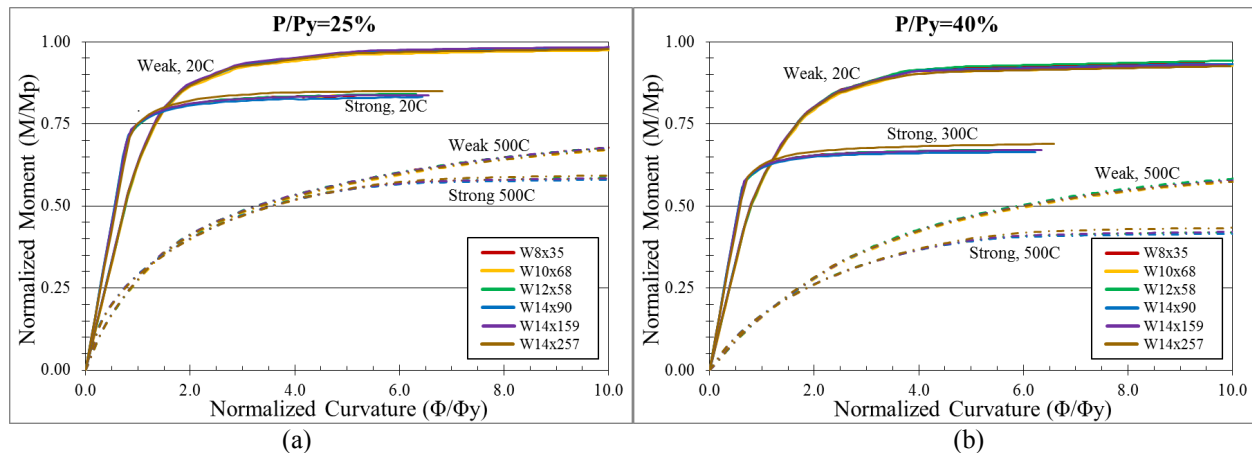 P/Py=25%
Normalized Moment (M/Mp)
1.00
0.75
0.50
0.25
0.00
Weak, 20C
Strong, 20C
Weak 500C
Strong 500C
W8x35
W10x68
W12x58
W14x90
W14x159
W14x257
0.0 2.0 4.0 6.0 8.0 10.0
Normalized Curvature (Φ/Φy)
(a)
P/Py=40%
Normalized Moment (M/Mp)
1.00
0.75
0.50
0.25
0.00
Weak, 20C
Strong, 300C
Weak, 500C
Strong, 500C
W8x35
W10x68
W12x58
W14x90
W14x159
W14x257
0.0 2.0 4.0 6.0 8.0 10.0
Normalized Curvature (Φ/Φy)
(b)